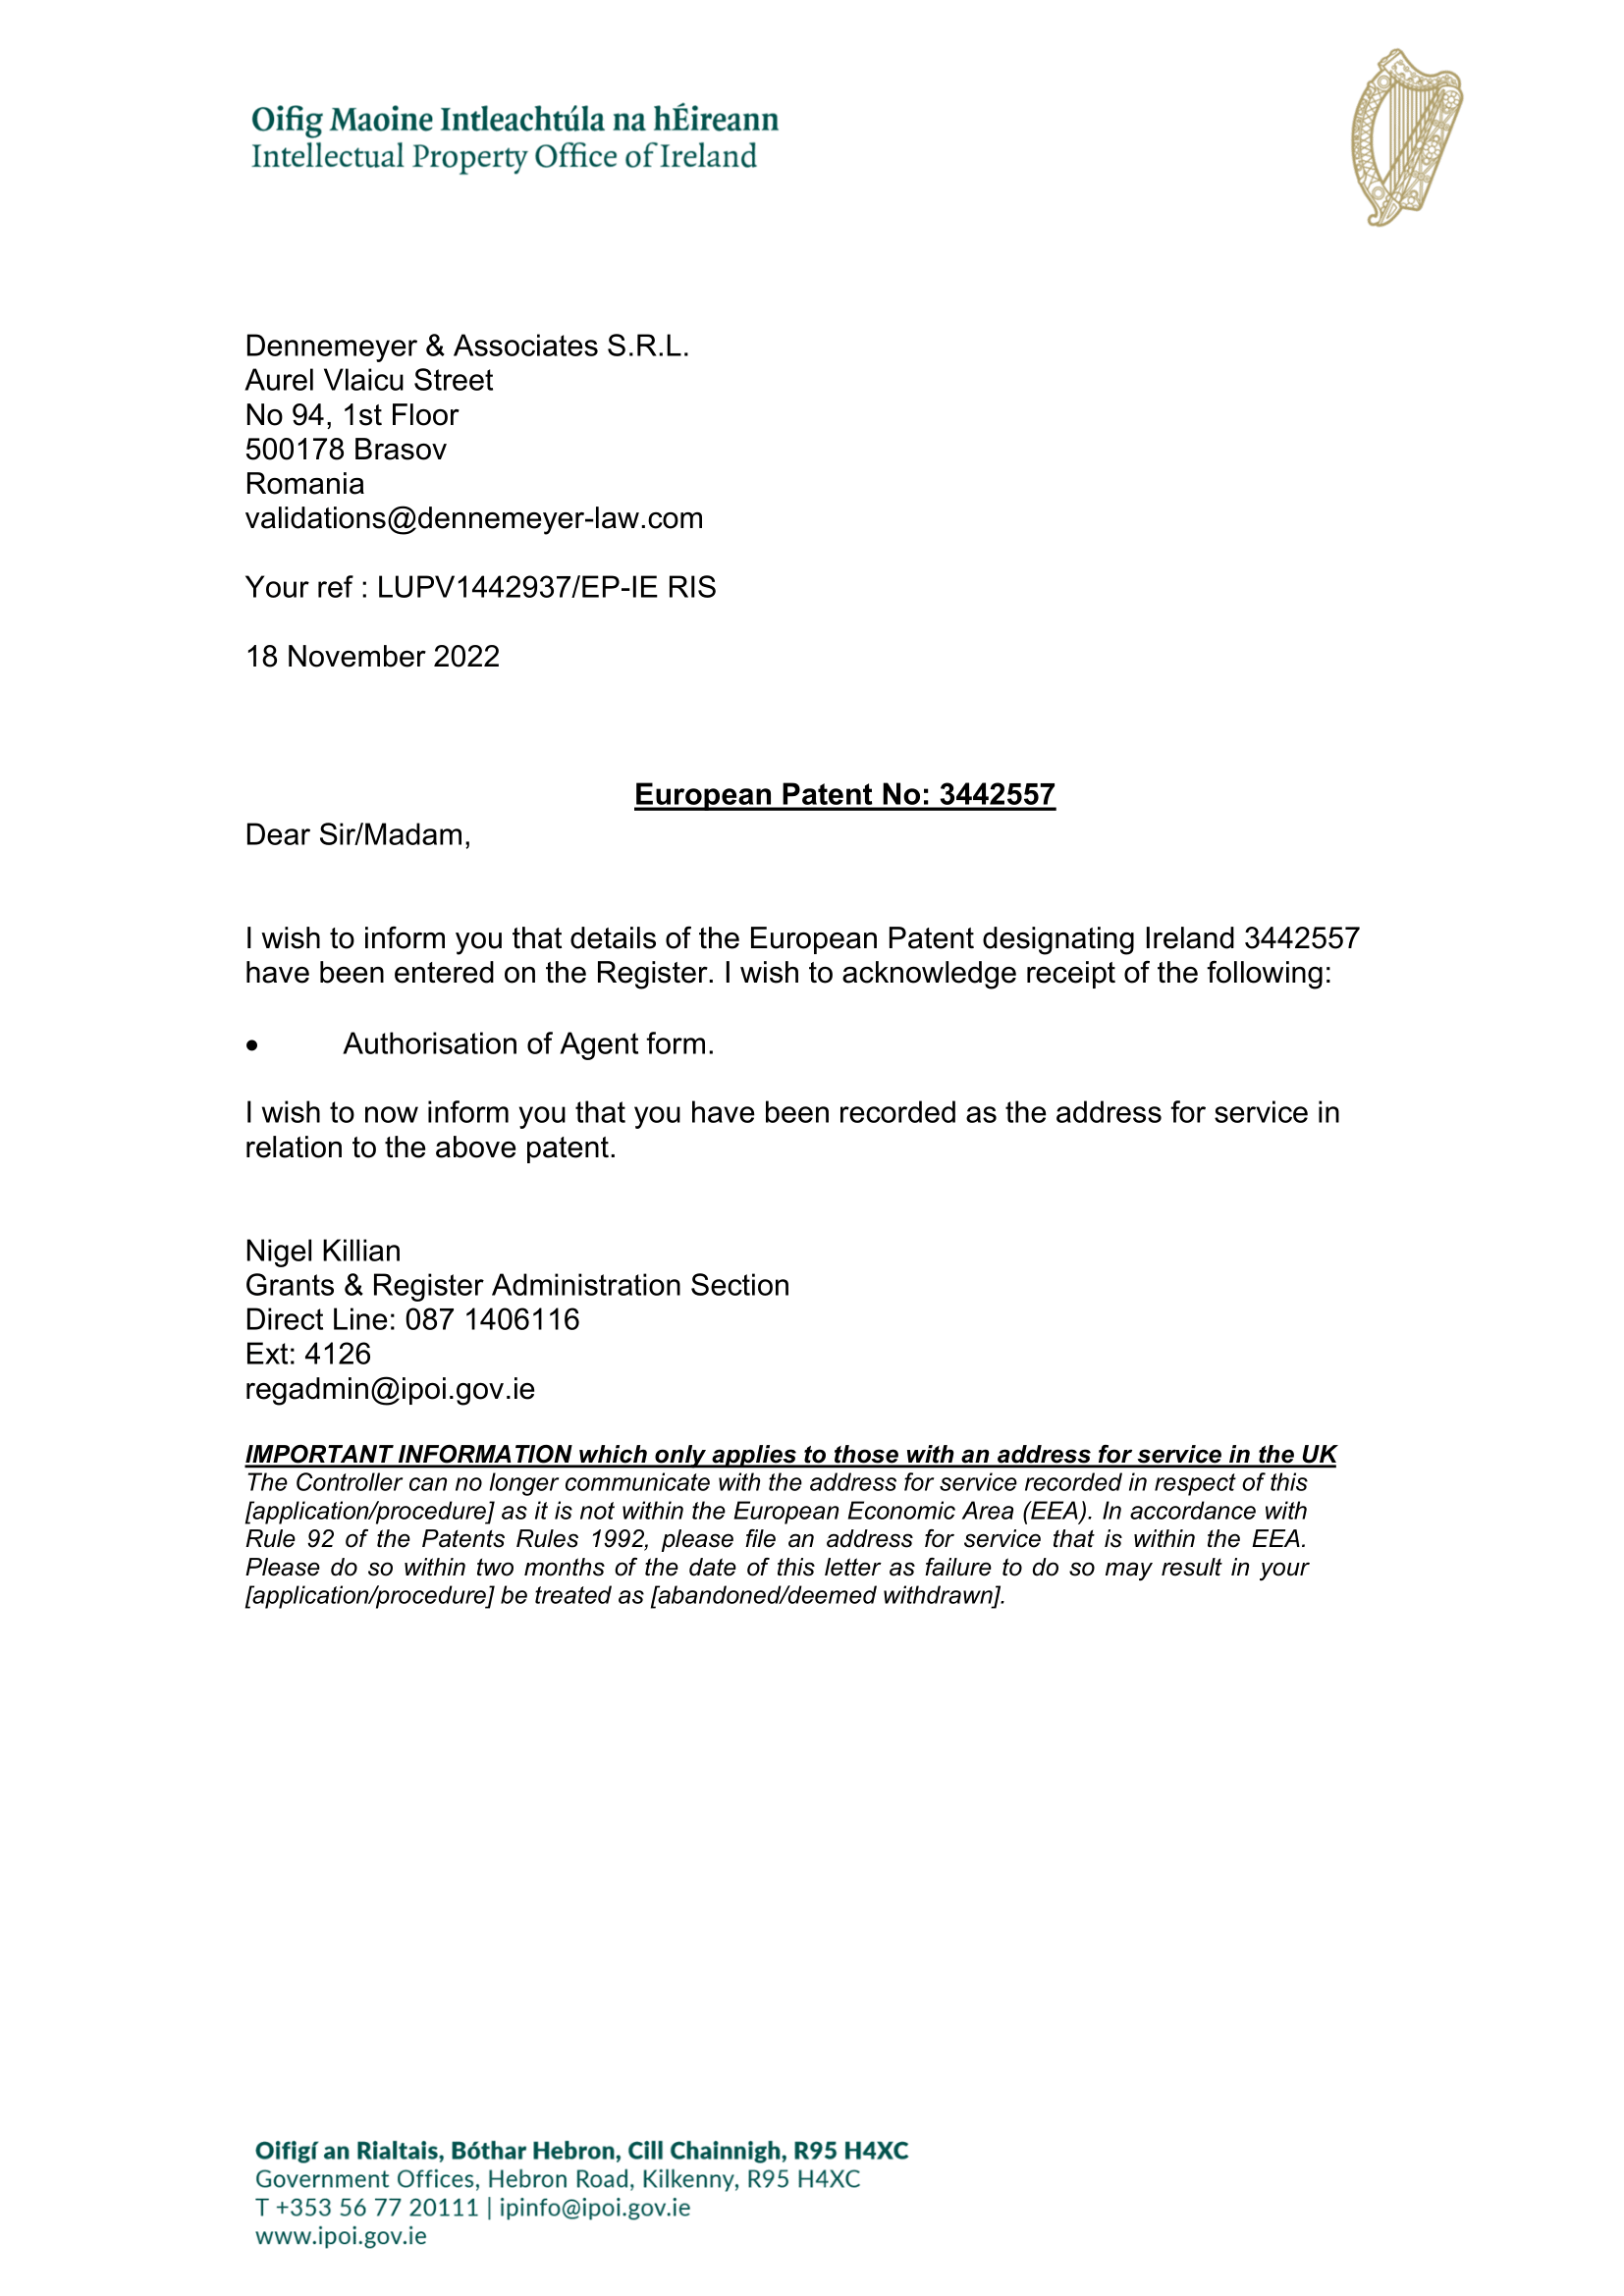 Oifig Maoine Intleachtúla na hÉireann
Intellectual Property Office of Ireland
Dennemeyer & Associates S.R.L.
Aurel Vlaicu Street
No 94, 1st Floor
500178 Brasov
Romania
validations@dennemeyer-law.com
Your ref : LUPV1442937/EP-IE RIS
18 November 2022
European Patent No: 3442557
Dear Sir/Madam,
I wish to inform you that details of the European Patent designating Ireland 3442557
have been entered on the Register. I wish to acknowledge receipt of the following:
• Authorisation of Agent form.
I wish to now inform you that you have been recorded as the address for service in
relation to the above patent.
Nigel Killian
Grants & Register Administration Section
Direct Line: 087 1406116
Ext: 4126
regadmin@ipoi.gov.ie
IMPORTANT INFORMATION which only applies to those with an address for service in the UK
The Controller can no longer communicate with the address for service recorded in respect of this
[application/procedure] as it is not within the European Economic Area (EEA). In accordance with
Rule 92 of the Patents Rules 1992, please file an address for service that is within the EEA.
Please do so within two months of the date of this letter as failure to do so may result in your
[application/procedure] be treated as [abandoned/deemed withdrawn].
Oifigí an Rialtais, Bóthar Hebron, Cill Chainnigh, R95 H4XC
Government Offices, Hebron Road, Kilkenny, R95 H4XC
T +353 56 77 20111 | ipinfo@ipoi.gov.ie
www.ipoi.gov.ie